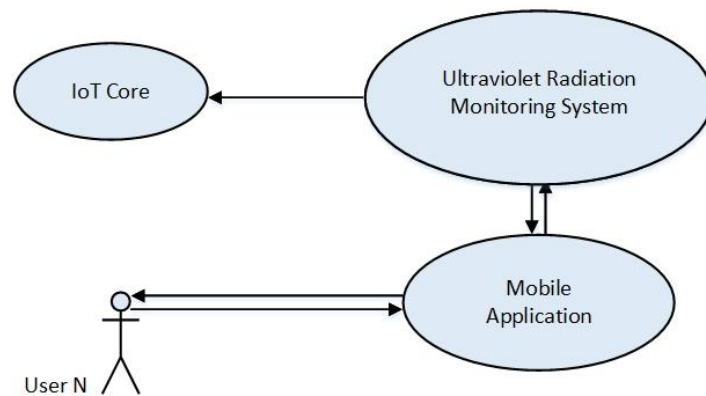 IoT Core
Ultraviolet Radiation
Monitoring System
Mobile
Application
User N